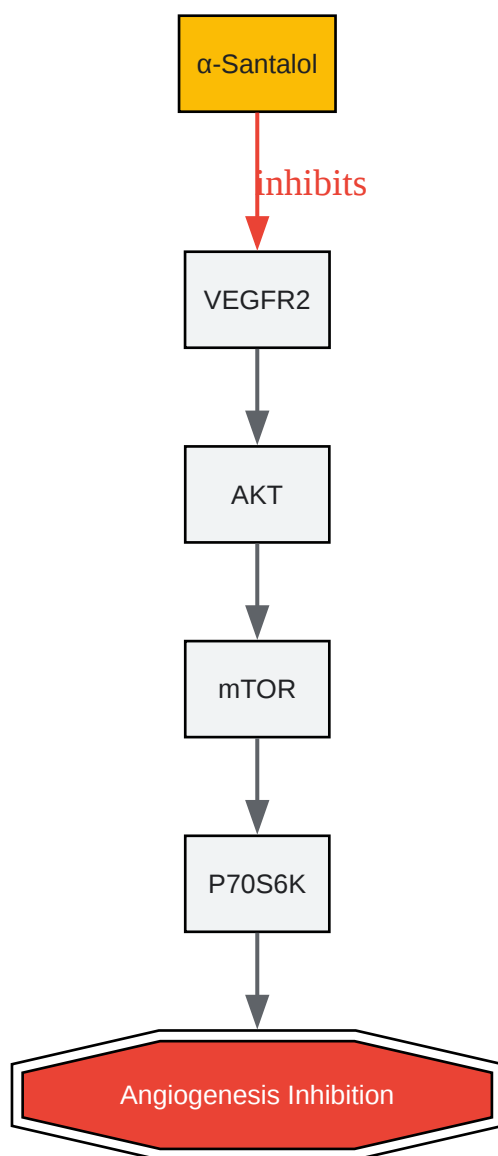 α-Santalol
inhibits
VEGFR2
AKT
mTOR
P70S6K
Angiogenesis Inhibition